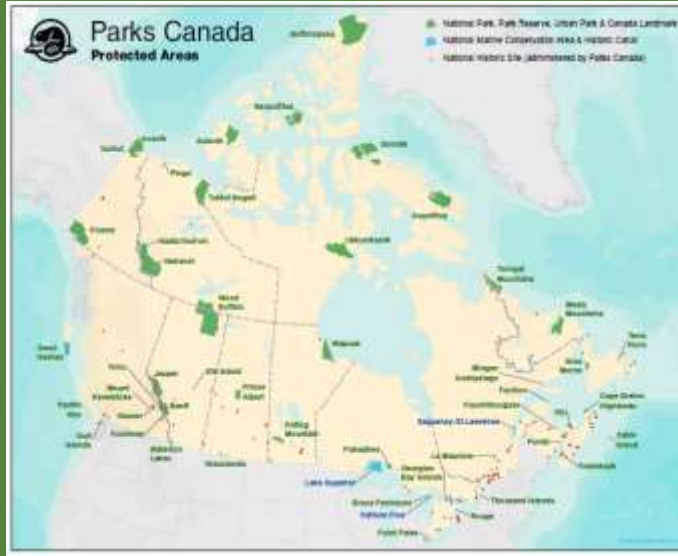 Parks Canada
Protected Areas
National Park, Park Reserve, Urban Park & Canada Landmark
National Marine Conservation Area & Historic Canal
National Historic Site (administered by Parks Canada)
Quttinirpaaq
Qausuittuq
Aulavik
Ivvavik
Vuntut
Pingo
Tuktut Nogait
Sirmilik
Auyuittuq
Ukkusiksalik
Kluane
Nááts'ihch'oh
Nahanni
Wood
Buffalo
Wapusk
Torngat
Mountains
Mealy
Mountains
Terra
Nova
Gros
Morne
Mingan
Archipelago
Forillon
Kouchibouguac
Cape Breton
Highlands
PEI
Saguenay-St.Lawrence
Sable
Island
Fundy
Kejimkujik
La Mauricie
Gwaii
Haanas
Yoho
Jasper
Elk Island
Prince
Albert
Mount
Revelstoke
Banff
Pacific
Rim
Glacier
Gulf
Islands
Kootenay
Waterton
Lakes
Grasslands
Riding
Mountain
Pukaskwa
Lake Superior
Georgian
Bay Islands
Bruce Peninsula
Fathom Five
Thousand Islands
Rouge
Point Pelee